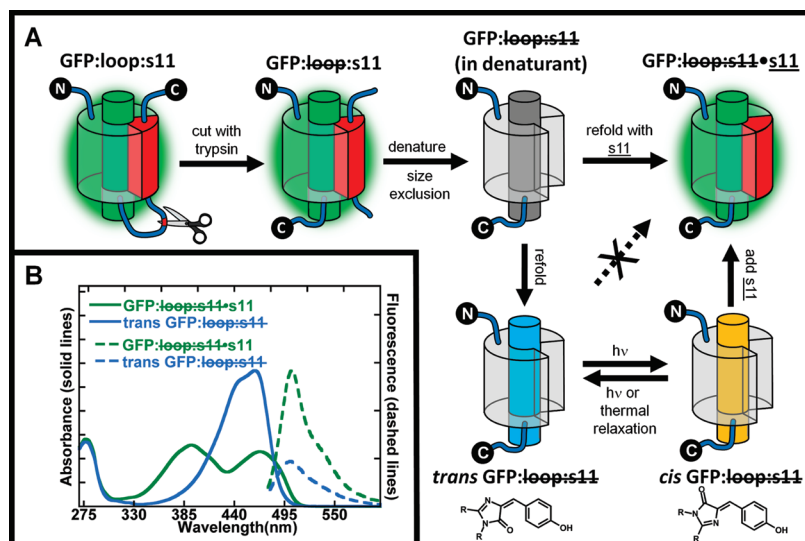 A
GFP:loop:s11
N
C
cut with
trypsin
GFP:loop:s11
N
C
denature
size
exclusion
GFP:loop:s11
(in denaturant)
N
C
refold with
s11
GFP:loop:s11•s11
N
C
refold
add s11
N
C
hν
hν or
thermal
relaxation
N
C
trans GFP:loop:s11
cis GFP:loop:s11
R
N
N
R
O
OH
O
R
N
R
N
OH
B
GFP:loop:s11•s11
trans GFP:loop:s11
GFP:loop:s11•s11
trans GFP:loop:s11
Absorbance (solid lines)
Fluorescence (dashed lines)
275 330 385 440 495 550
Wavelength(nm)